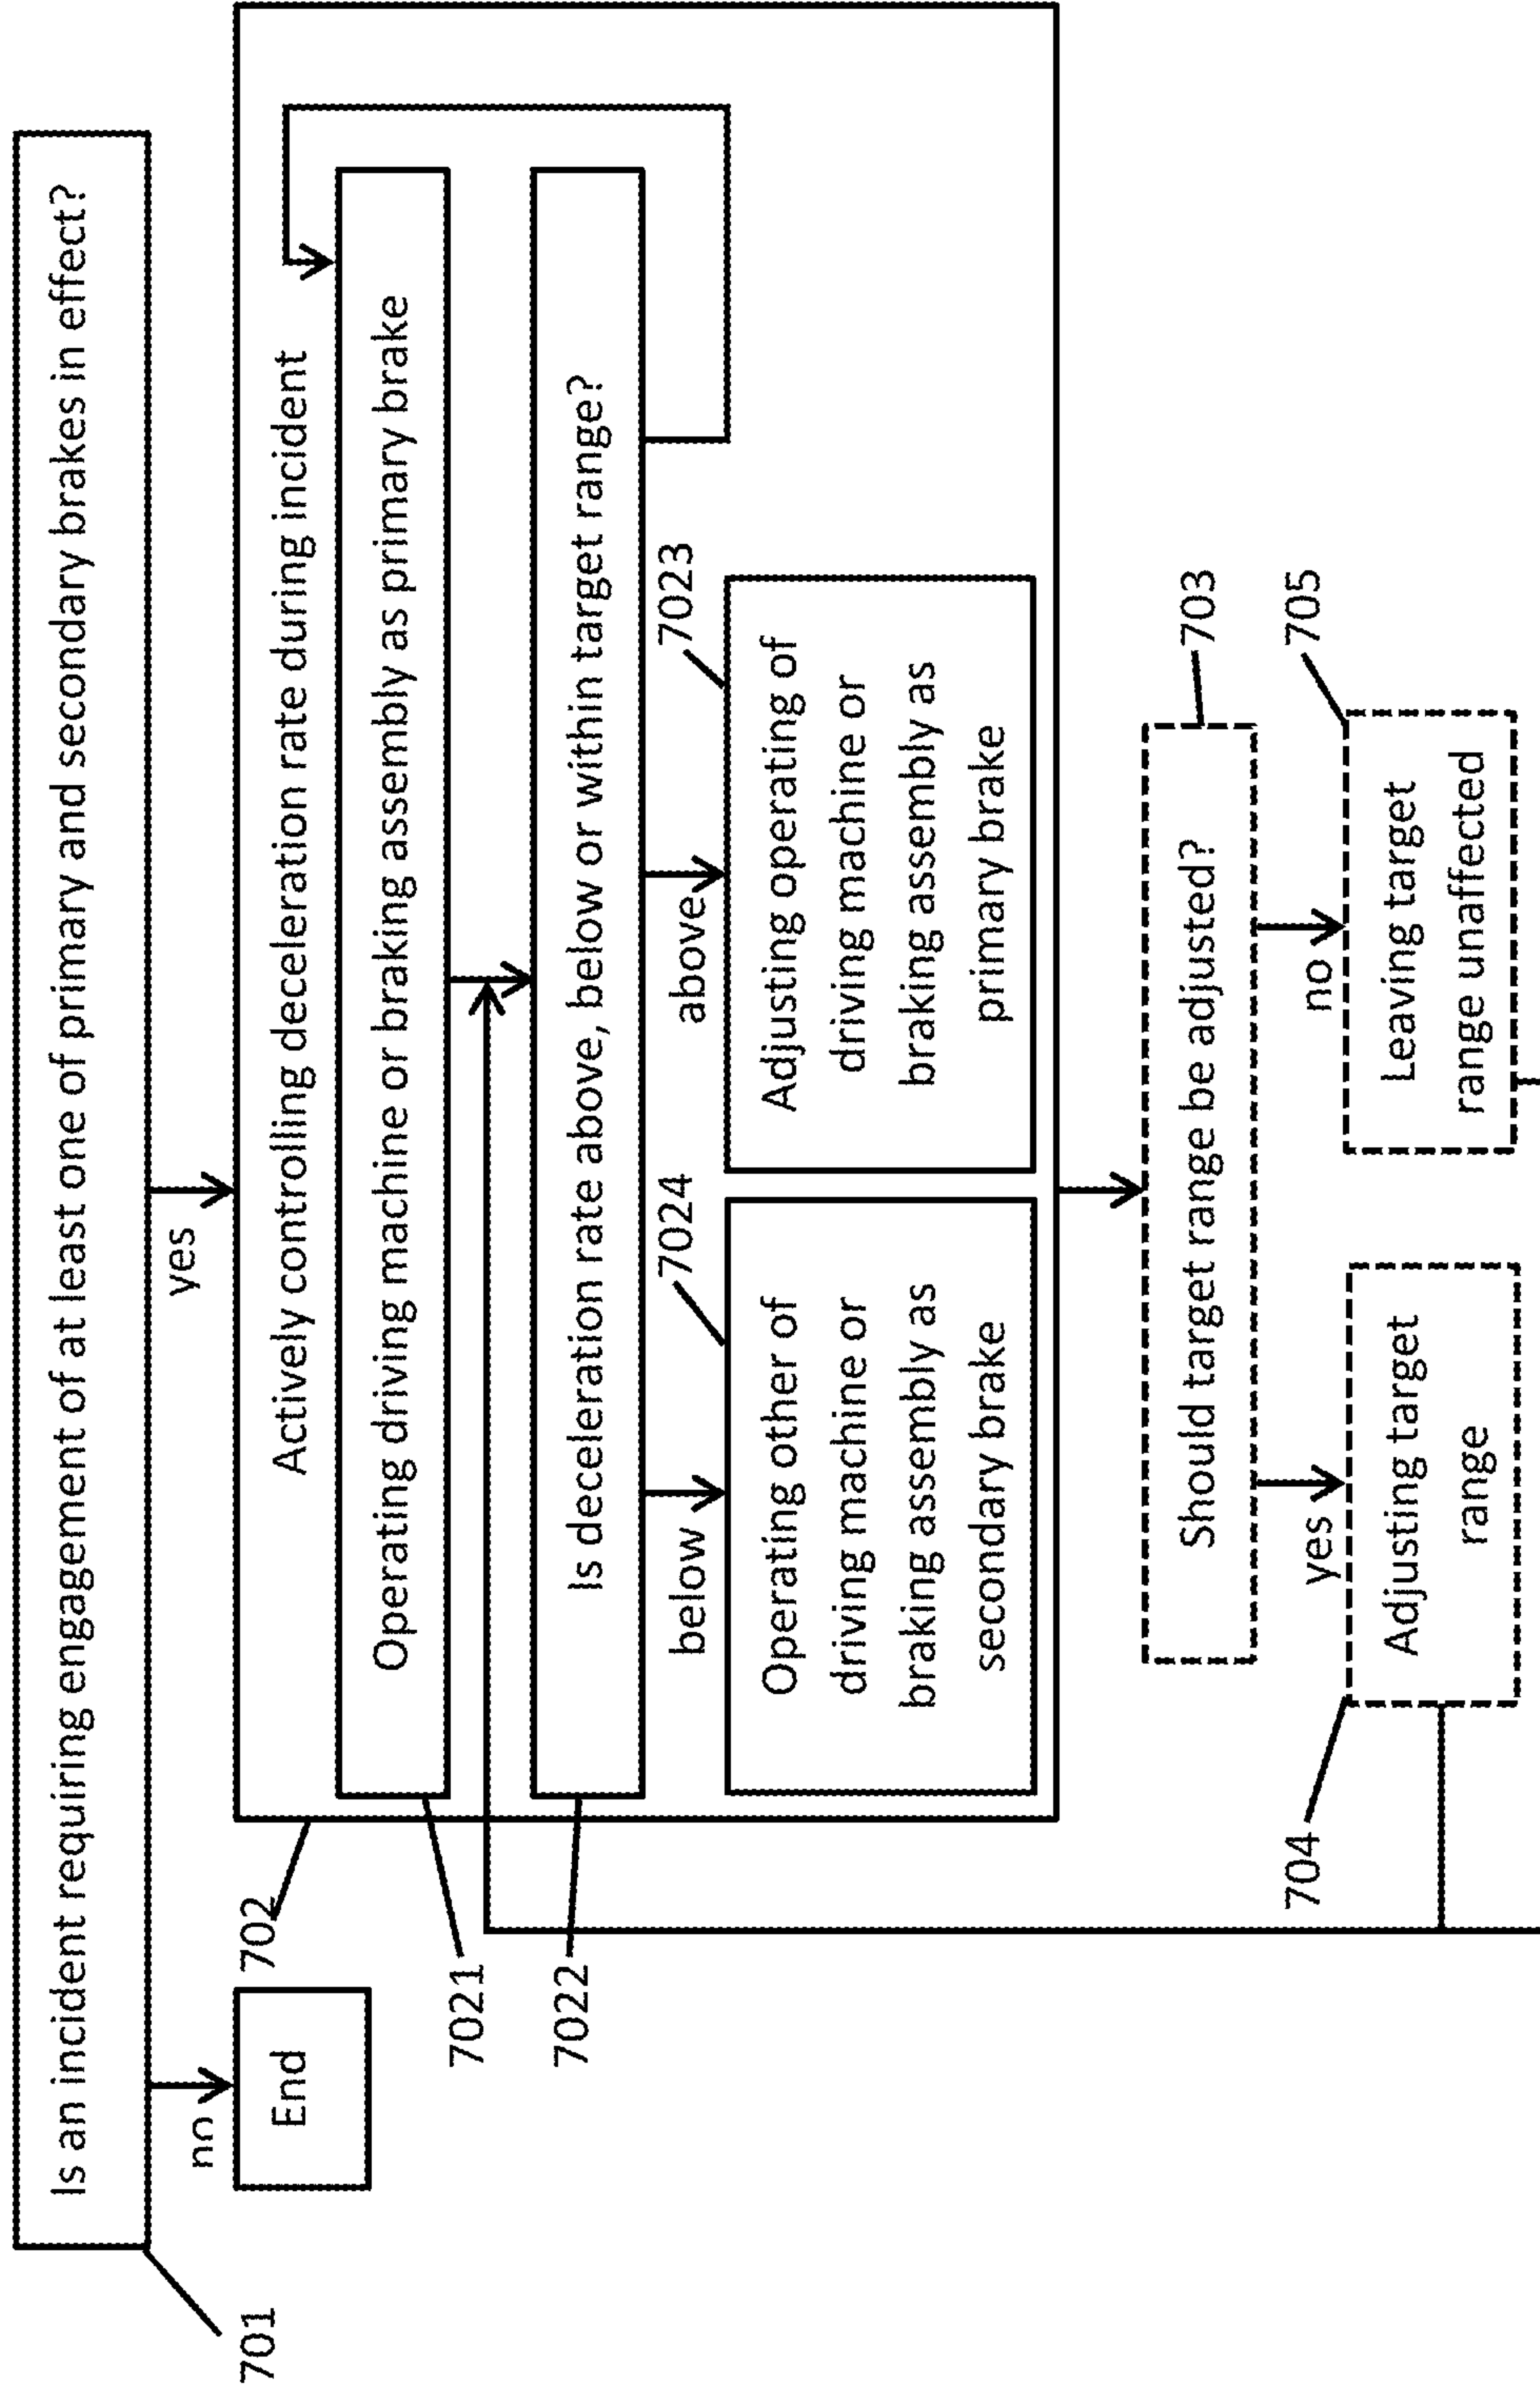 701
Is an incident requiring engagement of at least one of primary and secondary brakes in effect?
no
yes
End
702
Actively controlling deceleration rate during incident
7021
Operating driving machine or braking assembly as primary brake
7022
Is deceleration rate above, below or within target range?
below
7024
above
7023
Operating other of
driving machine or
braking assembly as
secondary brake
Adjusting operating of
driving machine or
braking assembly as
primary brake
Should target range be adjusted?
703
704
yes
no
705
Adjusting target
range
Leaving target
range unaffected